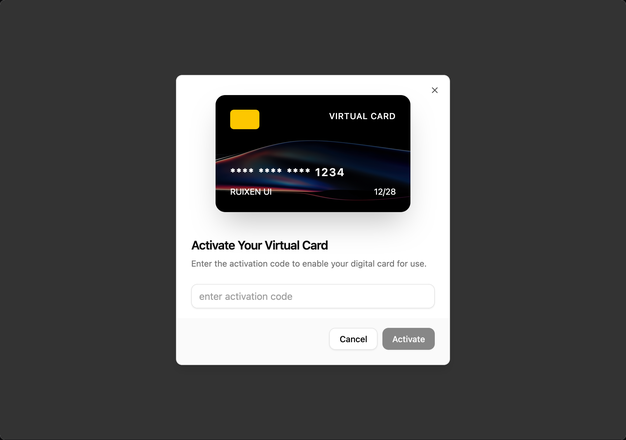 VIRTUAL CARD
**** **** **** 1234
RUIXEN UI 12/28
Activate Your Virtual Card
Enter the activation code to enable your digital card for use.
enter activation code
Cancel Activate